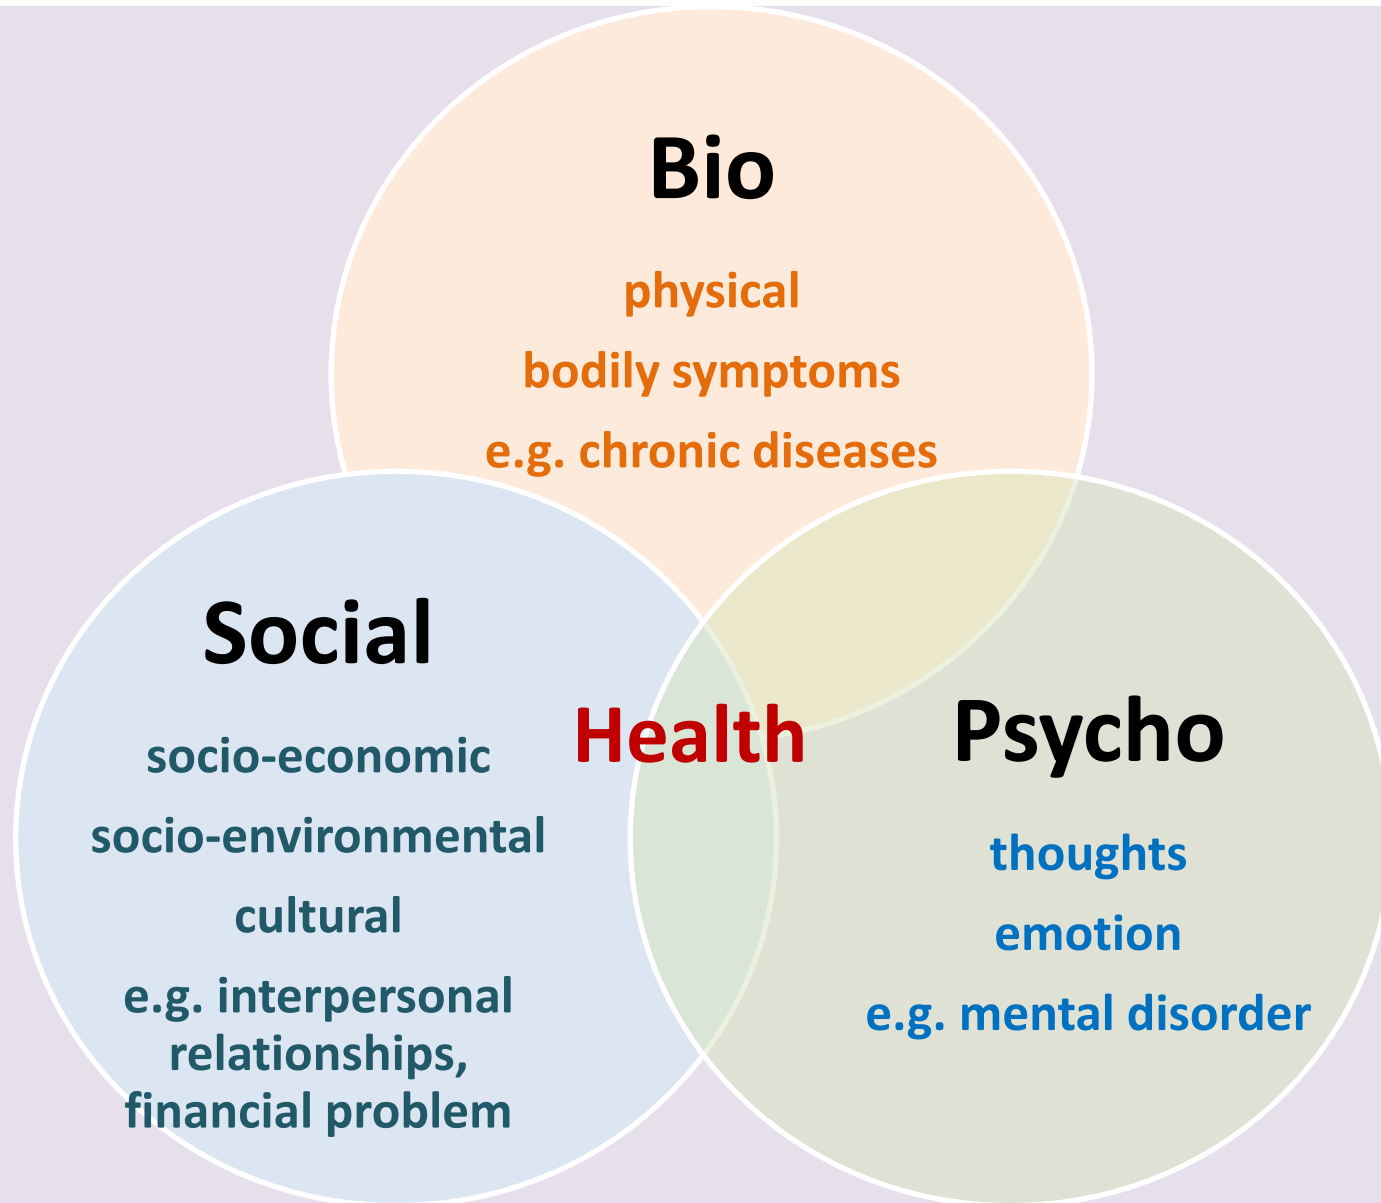 Bio
physical
bodily symptoms
e.g. chronic diseases
Social
socio-economic
socio-environmental
cultural
e.g. interpersonal
relationships,
financial problem
Health
Psycho
thoughts
emotion
e.g. mental disorder